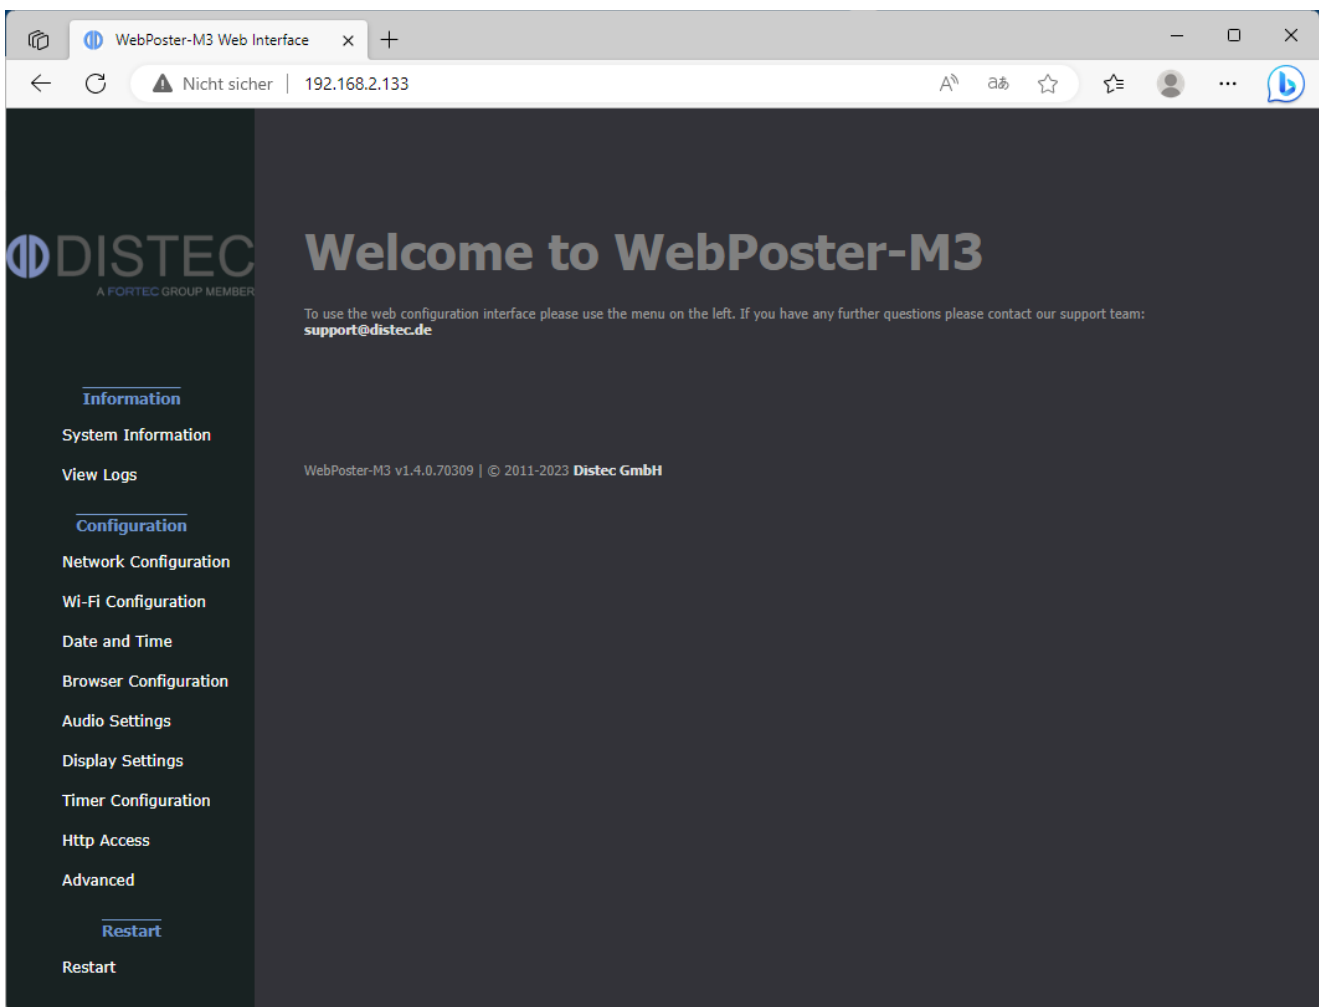 WebPoster-M3 Web Interface
Nicht sicher | 192.168.2.133
DISTEC
A FORTEC GROUP MEMBER
Welcome to WebPoster-M3
To use the web configuration interface please use the menu on the left. If you have any further questions please contact our support team:
support@distec.de
Information
System Information
View Logs
WebPoster-M3 v1.4.0.70309 | © 2011-2023 Distec GmbH
Configuration
Network Configuration
Wi-Fi Configuration
Date and Time
Browser Configuration
Audio Settings
Display Settings
Timer Configuration
Http Access
Advanced
Restart
Restart